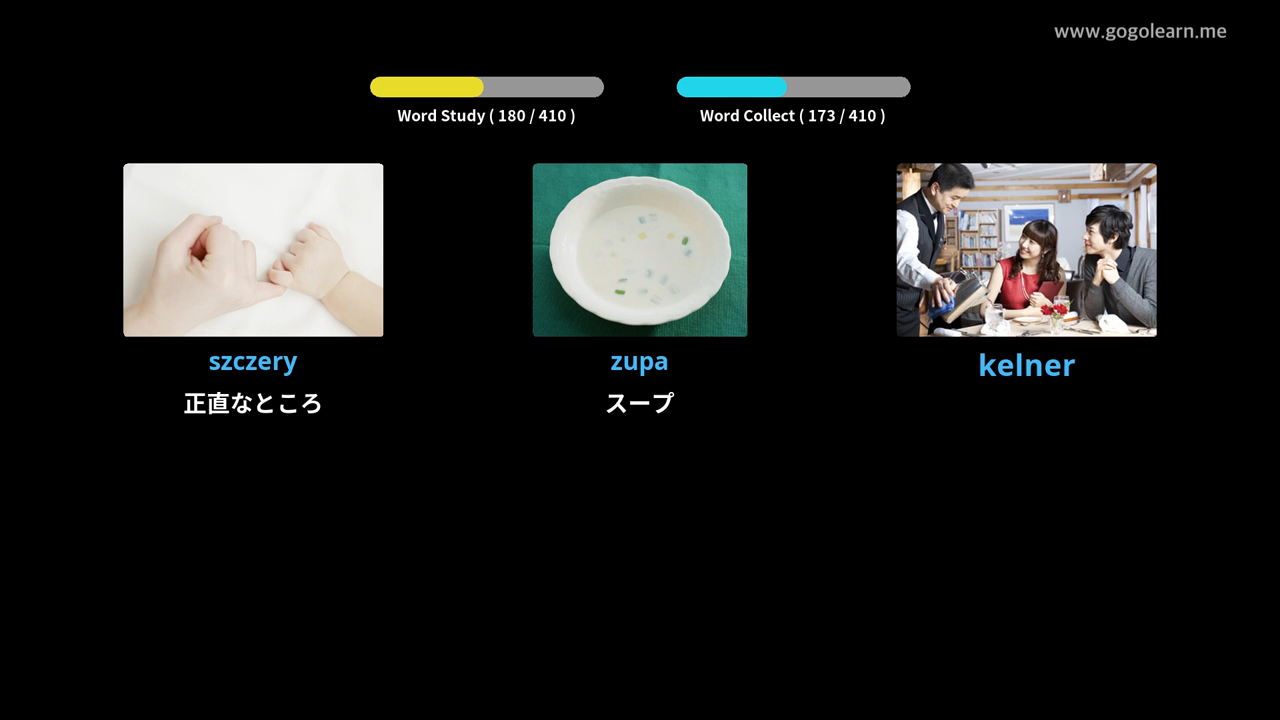 www.gogolearn.me
Word Study ( 180 / 410 )
Word Collect ( 173 / 410 )
szczery
正直なところ
zupa
スープ
kelner